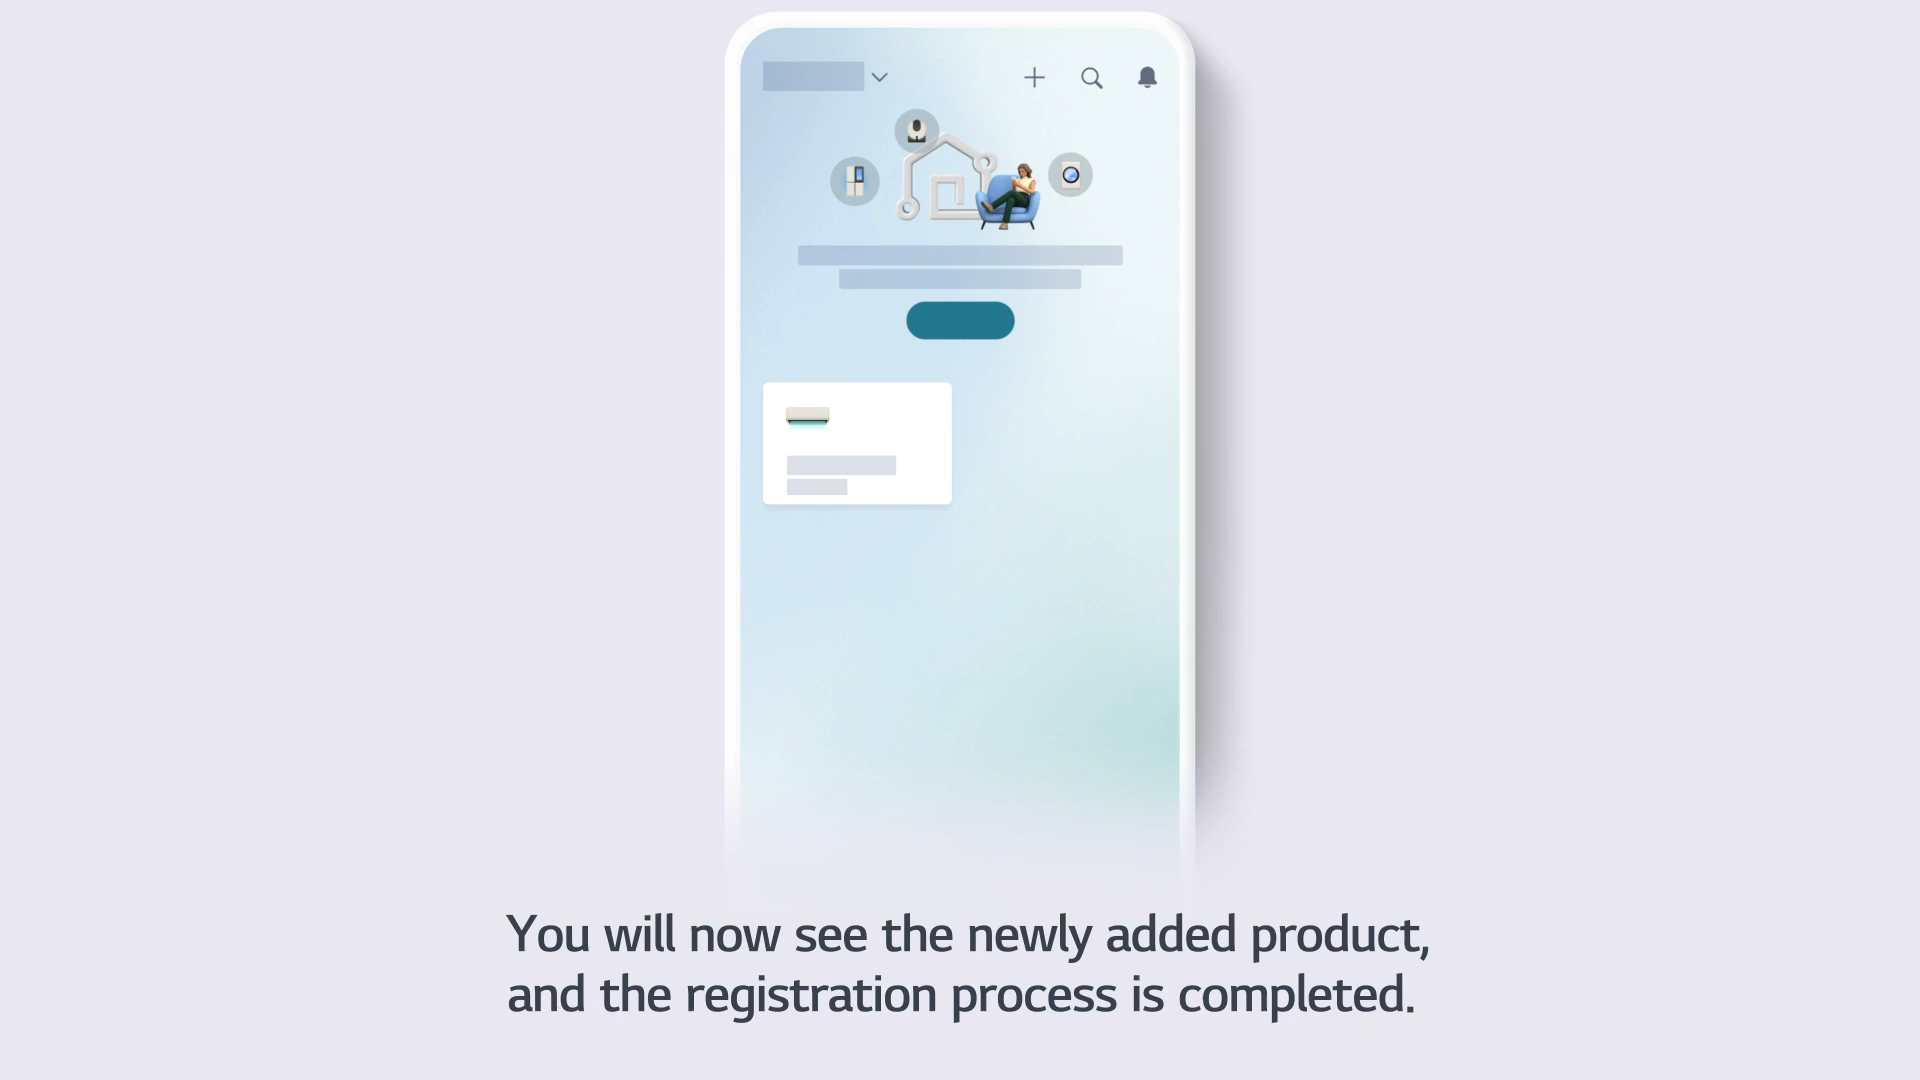 You will now see the newly added product,
and the registration process is completed.